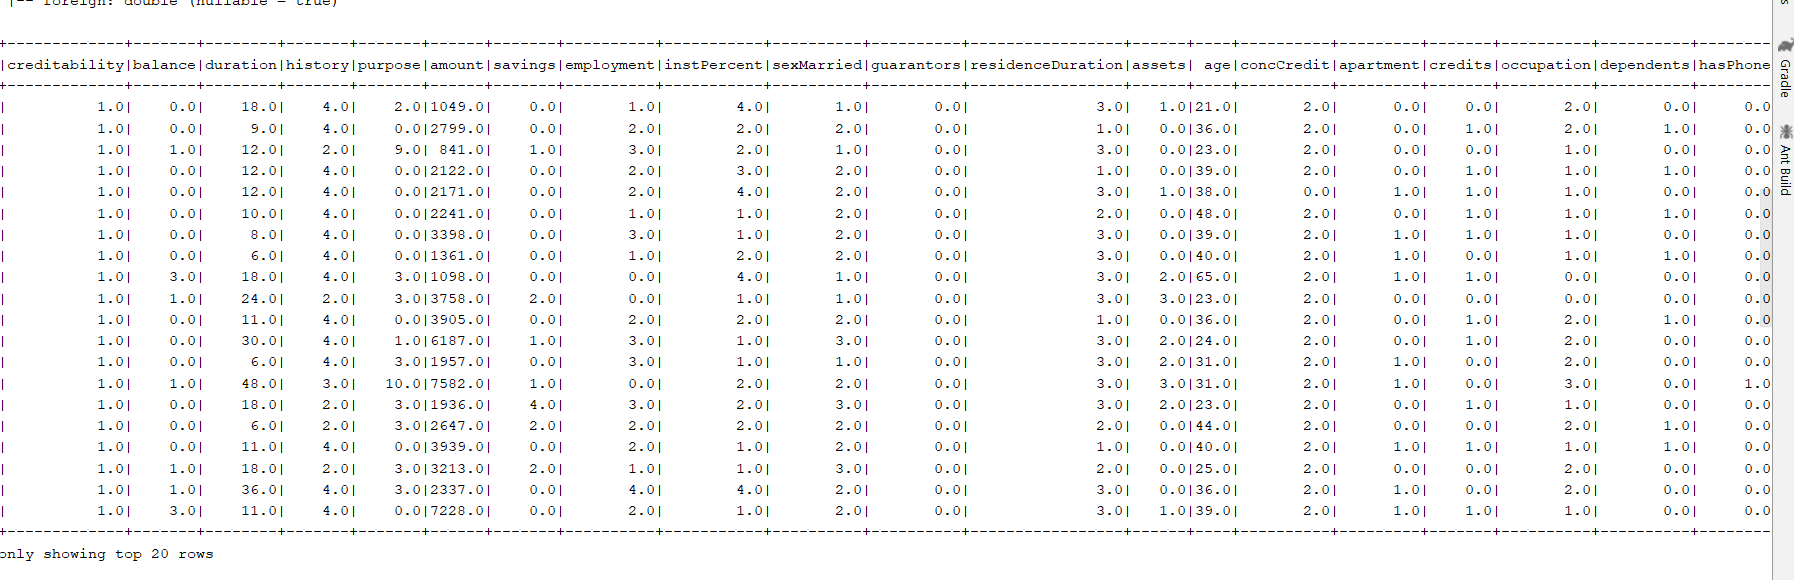 |-- foreign: double (nullable = true)
+-------------+-------+--------+-------+-------+------+-------+----------+-----------+----------+----------+-----------------+------+----+----------+---------+-------+----------+----------+--------
|creditability|balance|duration|history|purpose|amount|savings|employment|instPercent|sexMarried|guarantors|residenceDuration|assets| age|concCredit|apartment|credits|occupation|dependents|hasPhone
+-------------+-------+--------+-------+-------+------+-------+----------+-----------+----------+----------+-----------------+------+----+----------+---------+-------+----------+----------+--------
| 1.0| 0.0| 18.0| 4.0| 2.0|1049.0| 0.0| 1.0| 4.0| 1.0| 0.0| 3.0| 1.0|21.0| 2.0| 0.0| 0.0| 2.0| 0.0| 0.0
| 1.0| 0.0| 9.0| 4.0| 0.0|2799.0| 0.0| 2.0| 2.0| 2.0| 0.0| 1.0| 0.0|36.0| 2.0| 0.0| 1.0| 2.0| 1.0| 0.0
| 1.0| 1.0| 12.0| 2.0| 9.0| 841.0| 1.0| 3.0| 2.0| 1.0| 0.0| 3.0| 0.0|23.0| 2.0| 0.0| 0.0| 1.0| 0.0| 0.0
| 1.0| 0.0| 12.0| 4.0| 0.0|2122.0| 0.0| 2.0| 3.0| 2.0| 0.0| 1.0| 0.0|39.0| 2.0| 0.0| 1.0| 1.0| 1.0| 0.0
| 1.0| 0.0| 12.0| 4.0| 0.0|2171.0| 0.0| 2.0| 4.0| 2.0| 0.0| 3.0| 1.0|38.0| 0.0| 1.0| 1.0| 1.0| 0.0| 0.0
| 1.0| 0.0| 10.0| 4.0| 0.0|2241.0| 0.0| 1.0| 1.0| 2.0| 0.0| 2.0| 0.0|48.0| 2.0| 0.0| 1.0| 1.0| 1.0| 0.0
| 1.0| 0.0| 8.0| 4.0| 0.0|3398.0| 0.0| 3.0| 1.0| 2.0| 0.0| 3.0| 0.0|39.0| 2.0| 1.0| 1.0| 1.0| 0.0| 0.0
| 1.0| 0.0| 6.0| 4.0| 0.0|1361.0| 0.0| 1.0| 2.0| 2.0| 0.0| 3.0| 0.0|40.0| 2.0| 1.0| 0.0| 1.0| 1.0| 0.0
| 1.0| 3.0| 18.0| 4.0| 3.0|1098.0| 0.0| 0.0| 4.0| 1.0| 0.0| 3.0| 2.0|65.0| 2.0| 1.0| 1.0| 0.0| 0.0| 0.0
| 1.0| 1.0| 24.0| 2.0| 3.0|3758.0| 2.0| 0.0| 1.0| 1.0| 0.0| 3.0| 3.0|23.0| 2.0| 0.0| 0.0| 0.0| 0.0| 0.0
| 1.0| 0.0| 11.0| 4.0| 0.0|3905.0| 0.0| 2.0| 2.0| 2.0| 0.0| 1.0| 0.0|36.0| 2.0| 0.0| 1.0| 2.0| 1.0| 0.0
| 1.0| 0.0| 30.0| 4.0| 1.0|6187.0| 1.0| 3.0| 1.0| 3.0| 0.0| 3.0| 2.0|24.0| 2.0| 0.0| 1.0| 2.0| 0.0| 0.0
| 1.0| 0.0| 6.0| 4.0| 3.0|1957.0| 0.0| 3.0| 1.0| 1.0| 0.0| 3.0| 2.0|31.0| 2.0| 1.0| 0.0| 2.0| 0.0| 0.0
| 1.0| 1.0| 48.0| 3.0| 10.0|7582.0| 1.0| 0.0| 2.0| 2.0| 0.0| 3.0| 3.0|31.0| 2.0| 1.0| 0.0| 3.0| 0.0| 1.0
| 1.0| 0.0| 18.0| 2.0| 3.0|1936.0| 4.0| 3.0| 2.0| 3.0| 0.0| 3.0| 2.0|23.0| 2.0| 0.0| 1.0| 1.0| 0.0| 0.0
| 1.0| 0.0| 6.0| 2.0| 3.0|2647.0| 2.0| 2.0| 2.0| 2.0| 0.0| 2.0| 0.0|44.0| 2.0| 0.0| 0.0| 2.0| 1.0| 0.0
| 1.0| 0.0| 11.0| 4.0| 0.0|3939.0| 0.0| 2.0| 1.0| 2.0| 0.0| 1.0| 0.0|40.0| 2.0| 1.0| 1.0| 1.0| 1.0| 0.0
| 1.0| 1.0| 18.0| 2.0| 3.0|3213.0| 2.0| 1.0| 1.0| 3.0| 0.0| 2.0| 0.0|25.0| 2.0| 0.0| 0.0| 2.0| 0.0| 0.0
| 1.0| 1.0| 36.0| 4.0| 3.0|2337.0| 0.0| 4.0| 4.0| 2.0| 0.0| 3.0| 0.0|36.0| 2.0| 1.0| 0.0| 2.0| 0.0| 0.0
| 1.0| 3.0| 11.0| 4.0| 0.0|7228.0| 0.0| 2.0| 1.0| 2.0| 0.0| 3.0| 1.0|39.0| 2.0| 1.0| 1.0| 1.0| 0.0| 0.0
+-------------+-------+--------+-------+-------+------+-------+----------+-----------+----------+----------+-----------------+------+----+----------+---------+-------+----------+----------+--------
only showing top 20 rows
Gradle
Ant Build